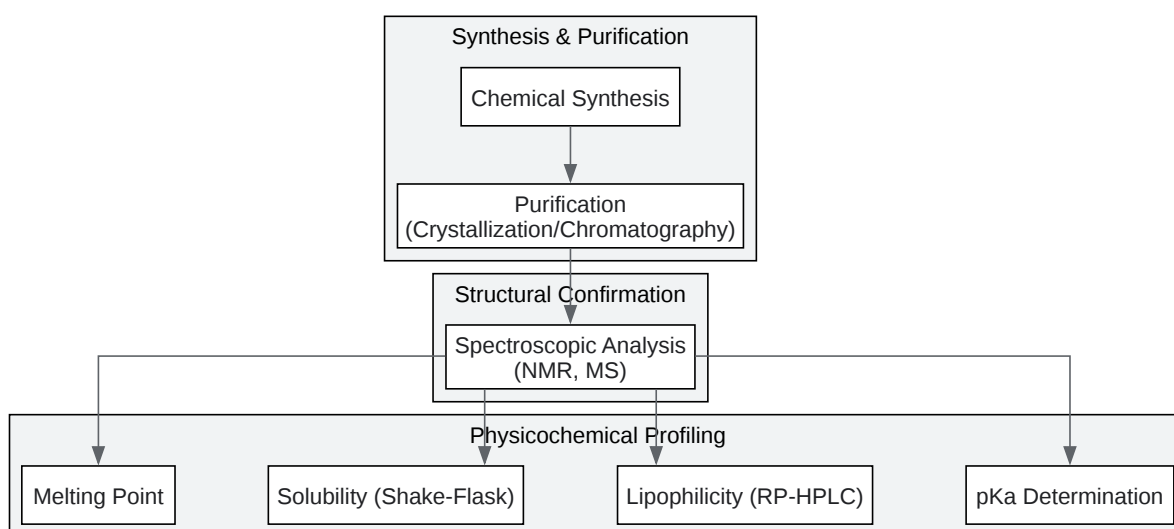 Synthesis & Purification
Chemical Synthesis
Purification
(Crystallization/Chromatography)
Structural Confirmation
Spectroscopic Analysis
(NMR, MS)
Physicochemical Profiling
Melting Point
Solubility (Shake-Flask)
Lipophilicity (RP-HPLC)
pKa Determination